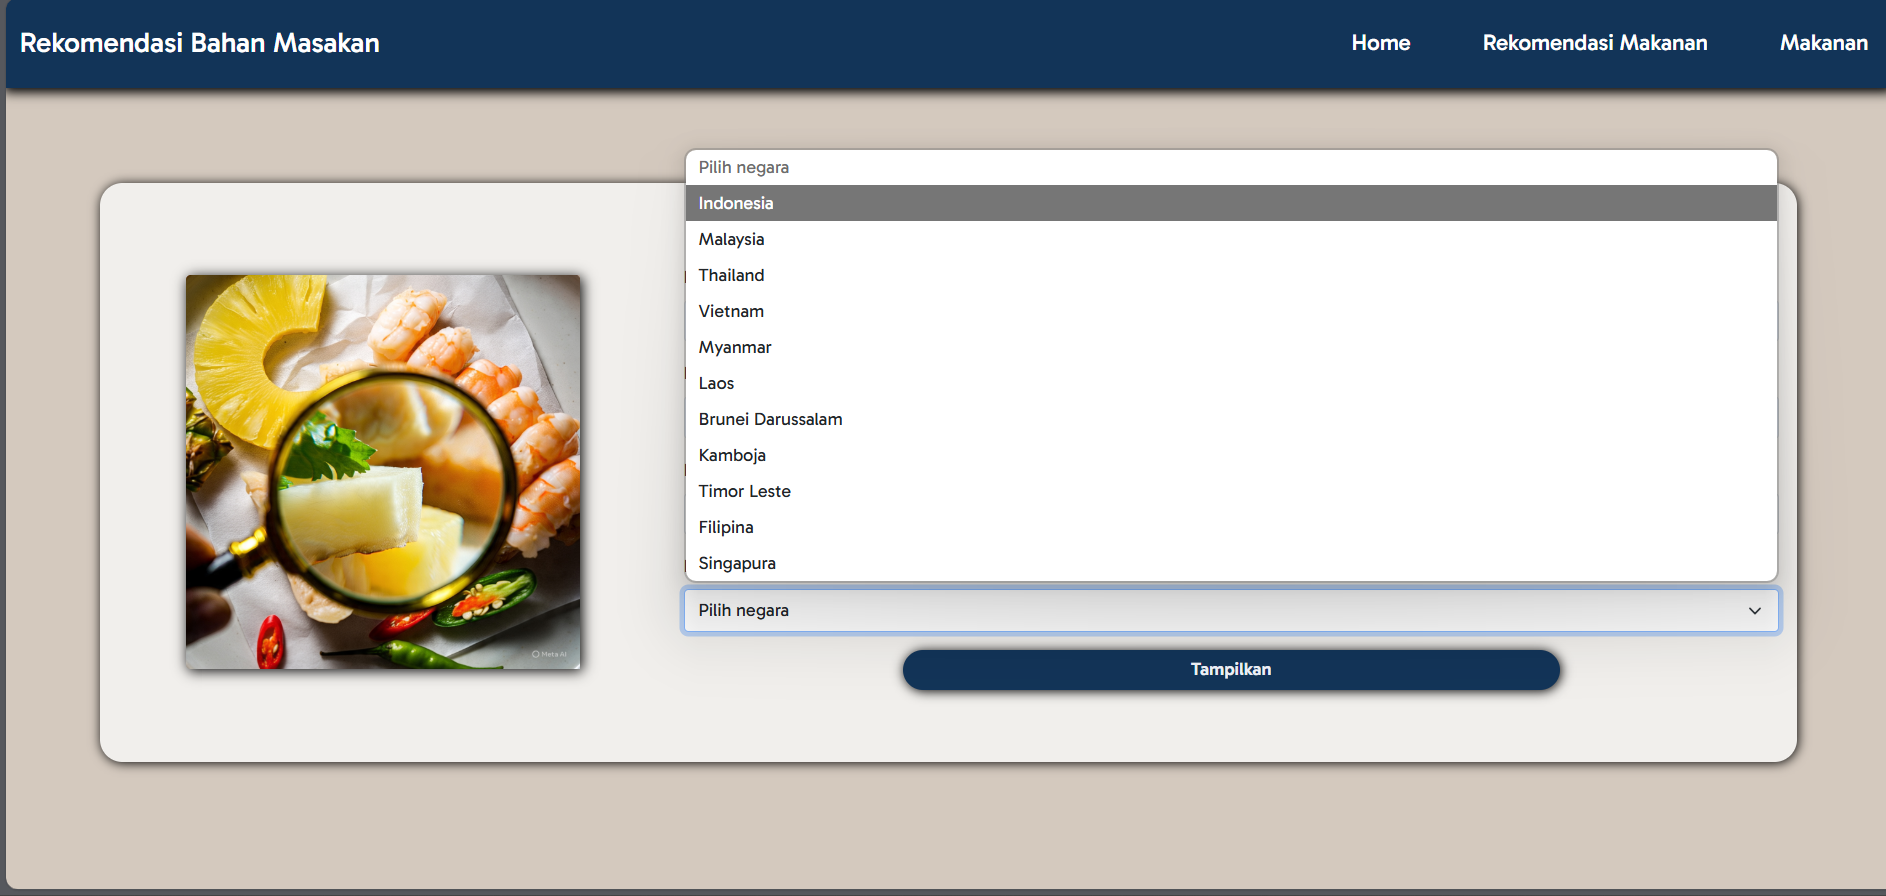 Rekomendasi Bahan Masakan
Home
Rekomendasi Makanan
Makanan
Pilih negara
Indonesia
Malaysia
Thailand
Vietnam
Myanmar
Laos
Brunei Darussalam
Kamboja
Timor Leste
Filipina
Singapura
Pilih negara
Tampilkan
Meta AI